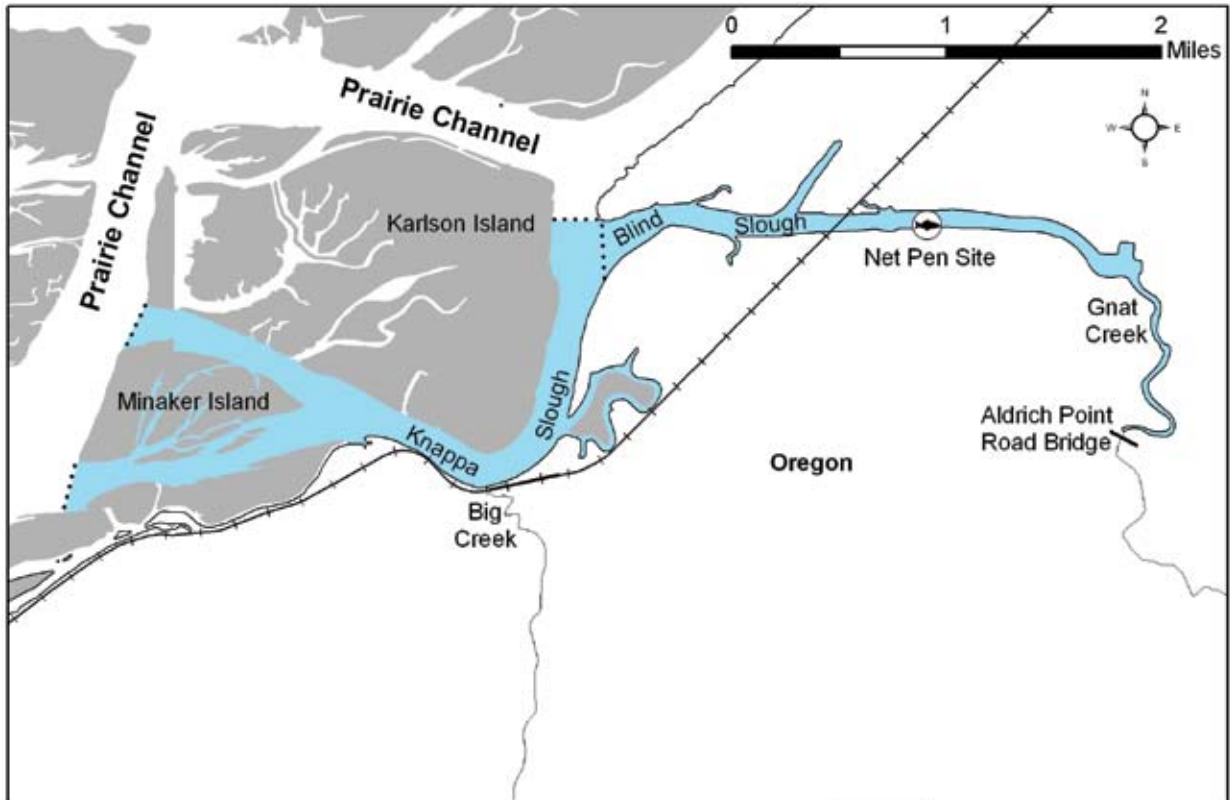 0 1 2
Miles
N
W E
S
Prairie Channel
Prairie Channel
Karlson Island
Blind
Slough
Net Pen Site
Gnat
Creek
Minaker Island
Slough
Knappa
Aldrich Point
Road Bridge
Oregon
Big
Creek